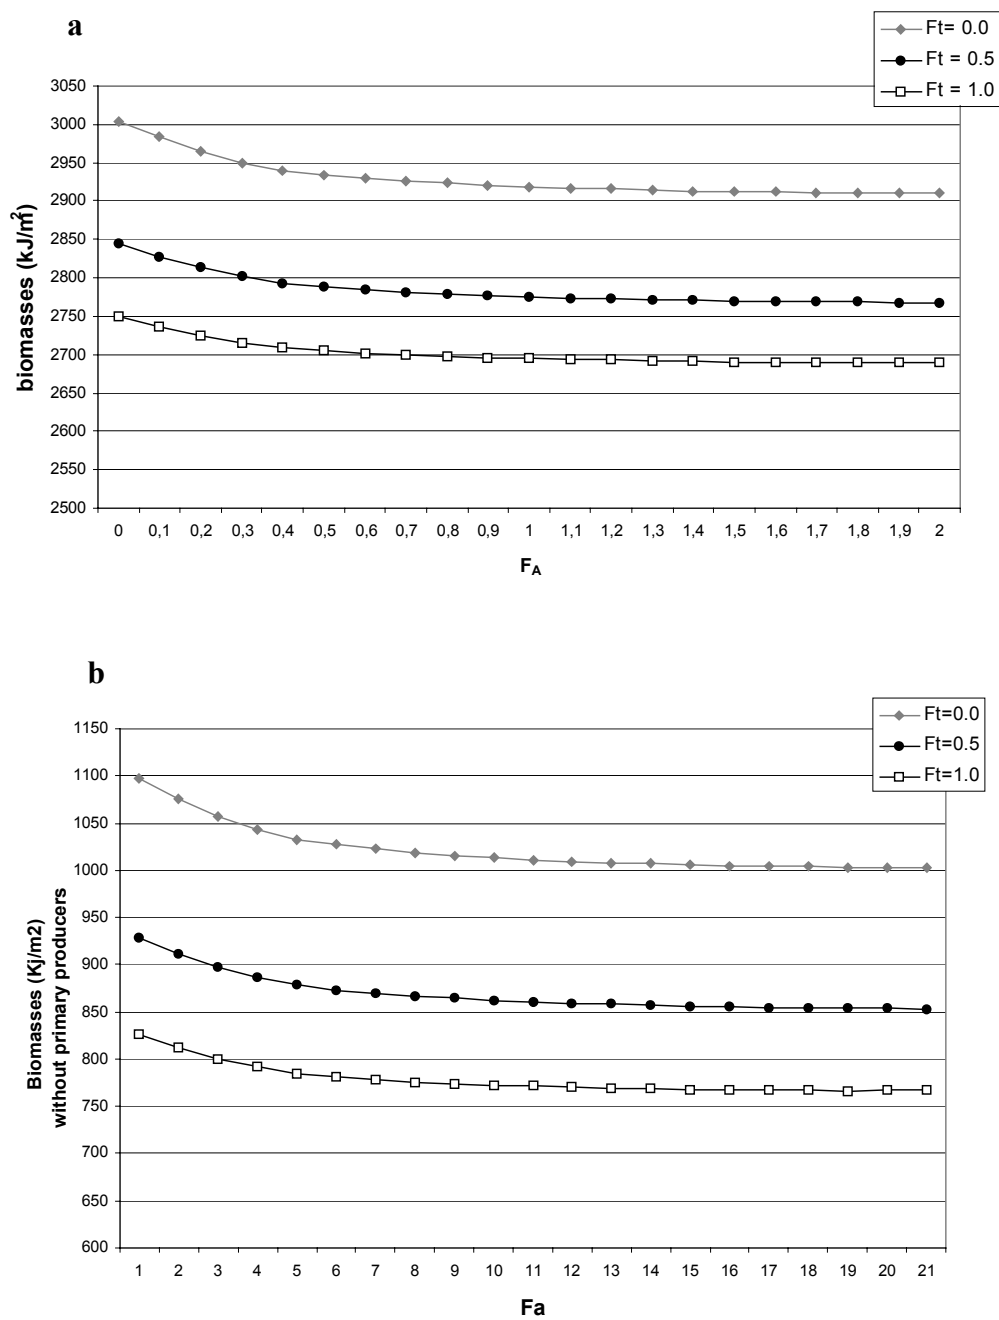 a
Ft= 0.0
Ft = 0.5
Ft = 1.0
3050
3000
2950
2900
2850
2800
2750
2700
2650
2600
2550
2500
biomasses (kJ/m²)
0 0,1 0,2 0,3 0,4 0,5 0,6 0,7 0,8 0,9 1 1,1 1,2 1,3 1,4 1,5 1,6 1,7 1,8 1,9 2
FA
b
Ft=0.0
Ft=0.5
Ft=1.0
1150
1100
1050
1000
950
900
850
800
750
700
650
600
Biomasses (Kj/m2)
without primary producers
1 2 3 4 5 6 7 8 9 10 11 12 13 14 15 16 17 18 19 20 21
Fa